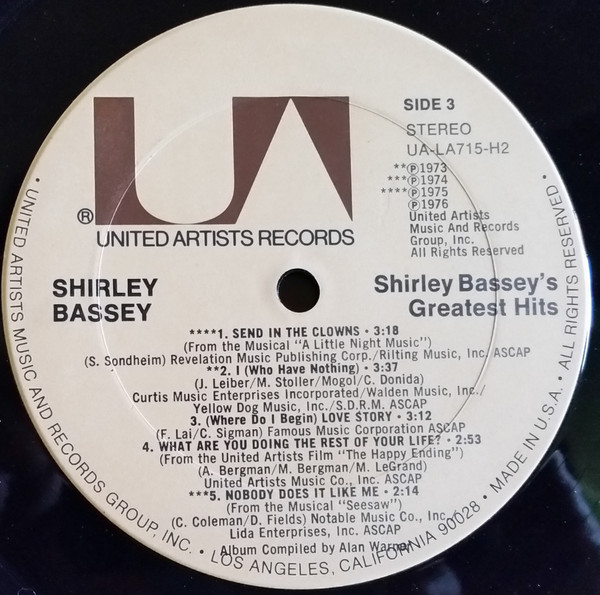 UA
®
UNITED ARTISTS RECORDS
SIDE 3
STEREO
UA-LA715-H2
**Ⓟ1973
***Ⓟ1974
****Ⓟ1975
Ⓟ1976
United Artists
Music And Records
Group, Inc.
All Rights Reserved
SHIRLEY
BASSEY
Shirley Bassey's
Greatest Hits
****1. SEND IN THE CLOWNS • 3:18
(From the Musical "A Little Night Music")
(S. Sondheim) Revelation Music Publishing Corp./Rilting Music, Inc. ASCAP
**2. I (Who Have Nothing) • 3:37
(J. Leiber/M. Stoller/Mogol/C. Donida)
Curtis Music Enterprises Incorporated/Walden Music, Inc./
Yellow Dog Music, Inc./S.D.R.M. ASCAP
3. (Where Do I Begin) LOVE STORY • 3:12
(F. Lai/C. Sigman) Famous Music Corporation ASCAP
4. WHAT ARE YOU DOING THE REST OF YOUR LIFE? • 2:53
(From the United Artists Film "The Happy Ending")
(A. Bergman/M. Bergman/M. LeGrand)
United Artists Music Co., Inc. ASCAP
***5. NOBODY DOES IT LIKE ME • 2:14
(From the Musical "Seesaw")
(C. Coleman/D. Fields) Notable Music Co., Inc./
Lida Enterprises, Inc. ASCAP
Album Compiled by Alan Warner
• UNITED ARTISTS MUSIC AND RECORDS GROUP, INC. • LOS ANGELES, CALIFORNIA 90028 • MADE IN U.S.A. • ALL RIGHTS RESERVED •